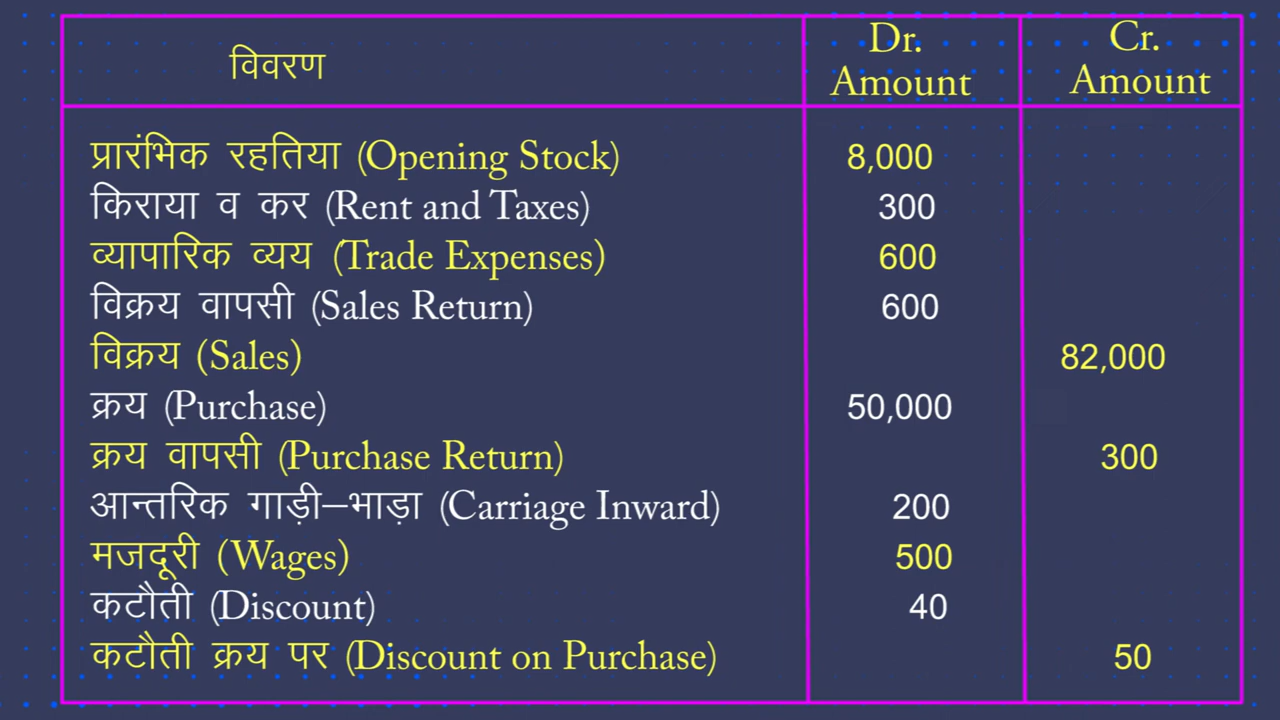 विवरण Dr. Amount Cr. Amount
प्रारंभिक रहतिया (Opening Stock) 8,000
किराया व कर (Rent and Taxes) 300
व्यापारिक व्यय (Trade Expenses) 600
विक्रय वापसी (Sales Return) 600
विक्रय (Sales) 82,000
क्रय (Purchase) 50,000
क्रय वापसी (Purchase Return) 300
आन्तरिक गाड़ी–भाड़ा (Carriage Inward) 200
मजदूरी (Wages) 500
कटौती (Discount) 40
कटौती क्रय पर (Discount on Purchase) 50